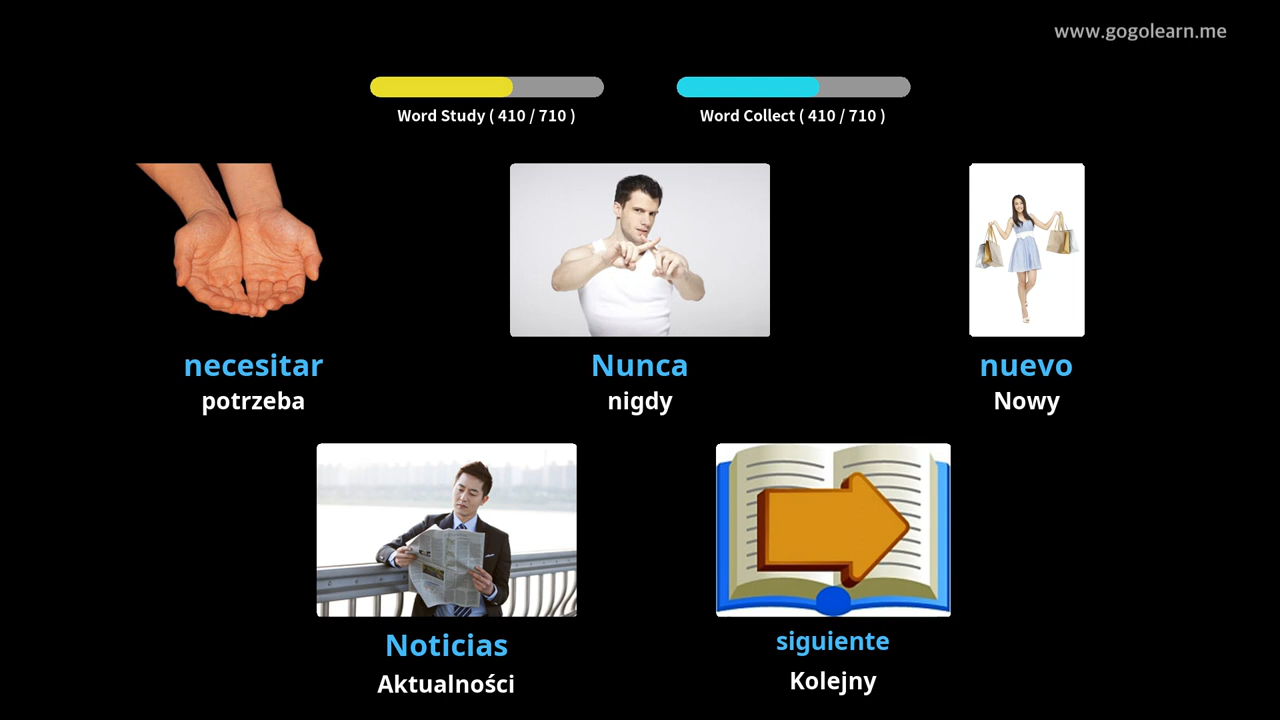 www.gogolearn.me
Word Study ( 410 / 710 )
Word Collect ( 410 / 710 )
necesitar
potrzeba
Nunca
nigdy
nuevo
Nowy
Noticias
Aktualności
siguiente
Kolejny